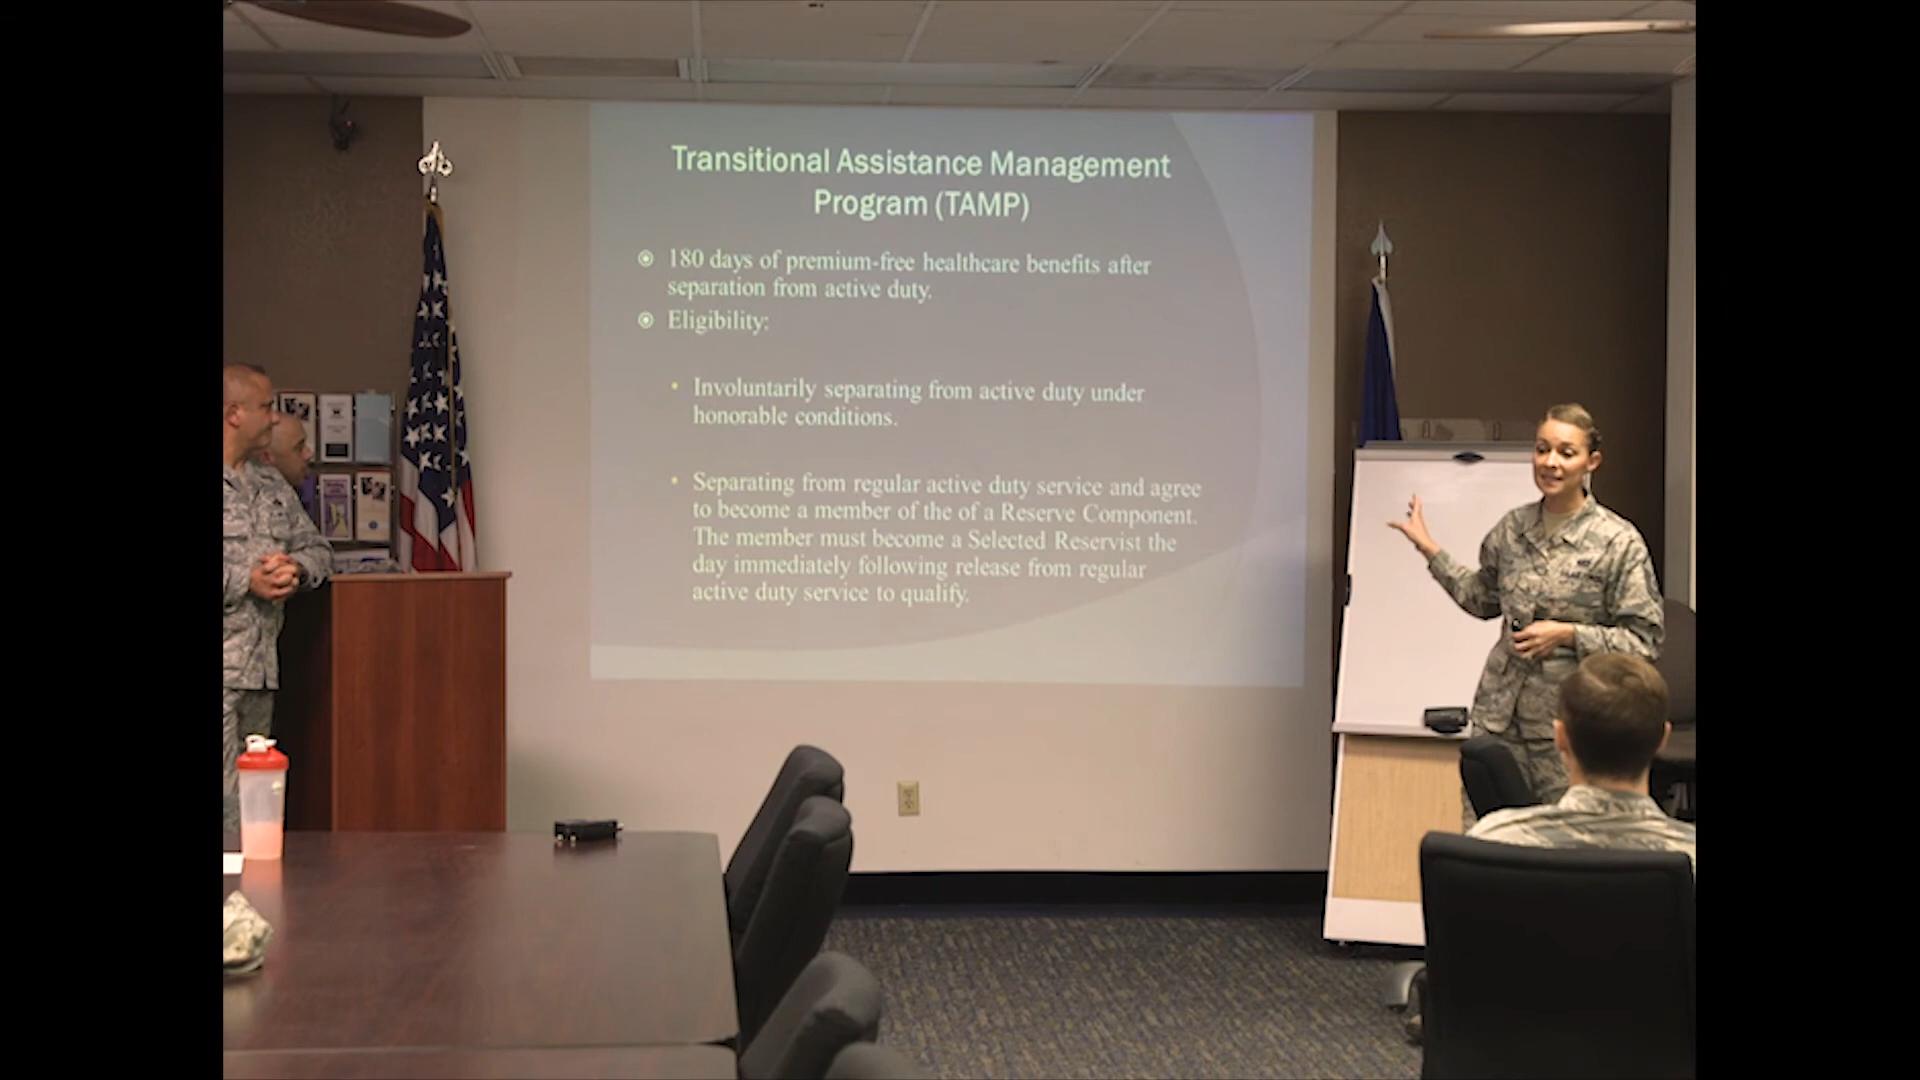 Transitional Assistance Management
Program (TAMP)
180 days of premium-free healthcare benefits after
separation from active duty.
Eligibility:
Involuntarily separating from active duty under
honorable conditions.
Separating from regular active duty service and agree
to become a member of the of a Reserve Component.
The member must become a Selected Reservist the
day immediately following release from regular
active duty service to qualify.